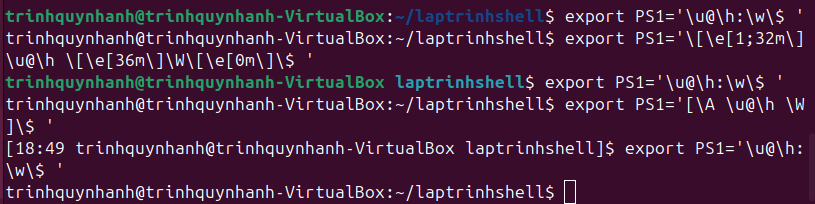 trinhquynhanh@trinhquynhanh-VirtualBox:~/laptrinhshell$ export PS1='\u@\h:\w\$ '
trinhquynhanh@trinhquynhanh-VirtualBox:~/laptrinhshell$ export PS1='\[\e[1;32m\]
\u@\h \[\e[36m\]\W\[\e[0m\]\$ '
trinhquynhanh@trinhquynhanh-VirtualBox laptrinhshell$ export PS1='\u@\h:\w\$ '
trinhquynhanh@trinhquynhanh-VirtualBox:~/laptrinhshell$ export PS1='[\A \u@\h \W
]\$ '
[18:49 trinhquynhanh@trinhquynhanh-VirtualBox laptrinhshell]$ export PS1='\u@\h:
\w\$ '
trinhquynhanh@trinhquynhanh-VirtualBox:~/laptrinhshell$